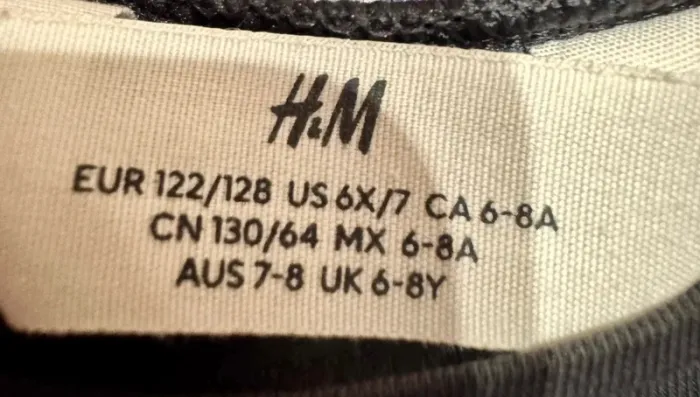 H&M
EUR 122/128 US 6X/7 CA 6-8A
CN 130/64 MX 6-8A
AUS 7-8 UK 6-8Y